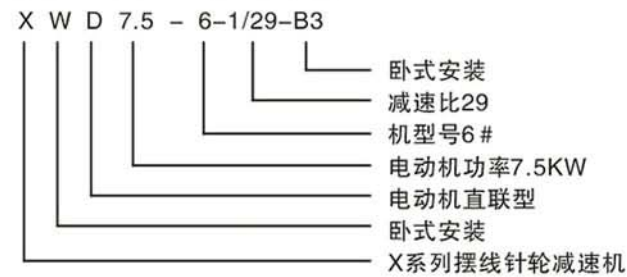 X W D 7.5 - 6-1/29-B3
卧式安装
减速比29
机型号6#
电动机功率7.5KW
电动机直联型
卧式安装
X系列摆线针轮减速机